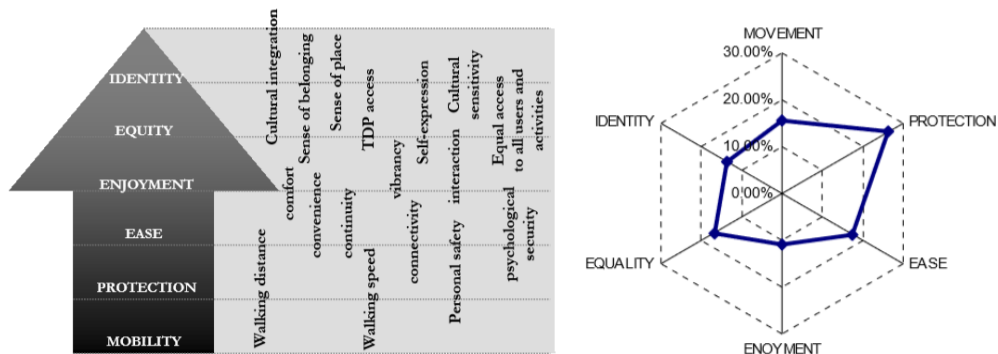 IDENTITY
EQUITY
ENJOYMENT
EASE
PROTECTION
MOBILITY
Cultural integration
Sense of belonging
Sense of place
TDP access
Self-expression
Cultural
sensitivity
Equal access
to all users and
activities
comfort
convenience
continuity
vibrancy
connectivity
interaction
Personal safety
psychological
security
Walking distance
Walking speed
MOVEMENT
30.00%
20.00%
10.00%
0.00%
PROTECTION
EASE
ENOYMENT
EQUALITY
IDENTITY